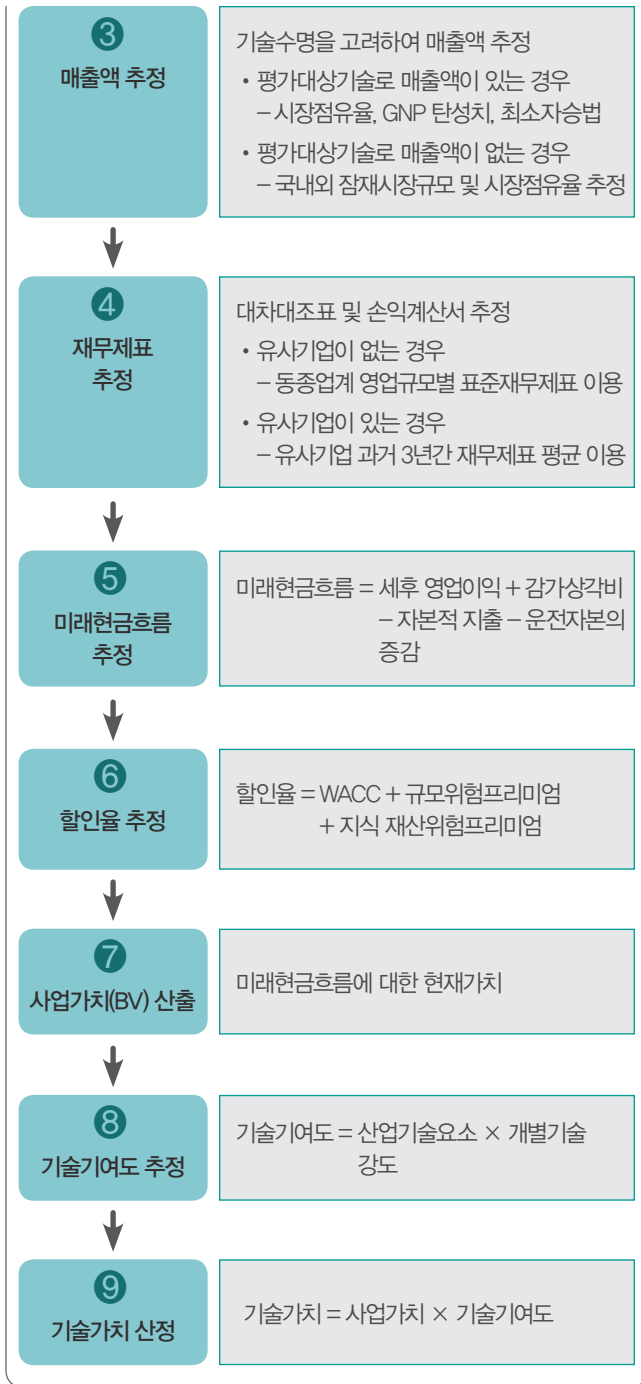 ❸
매출액 추정
기술수명을 고려하여 매출액 추정
• 평가대상기술로 매출액이 있는 경우
– 시장점유율, GNP 탄성치, 최소자승법
• 평가대상기술로 매출액이 없는 경우
– 국내외 잠재시장규모 및 시장점유율 추정
❹
재무제표
추정
대차대조표 및 손익계산서 추정
• 유사기업이 없는 경우
– 동종업계 영업규모별 표준재무제표 이용
• 유사기업이 있는 경우
– 유사기업 과거 3년간 재무제표 평균 이용
❺
미래현금흐름
추정
미래현금흐름 = 세후 영업이익 + 감가상각비
– 자본적 지출 – 운전자본의
증감
❻
할인율 추정
할인율 = WACC + 규모위험프리미엄
+ 지식 재산위험프리미엄
❼
사업가치(BV) 산출
미래현금흐름에 대한 현재가치
❽
기술기여도 추정
기술기여도 = 산업기술요소 × 개별기술
강도
❾
기술가치 산정
기술가치 = 사업가치 × 기술기여도